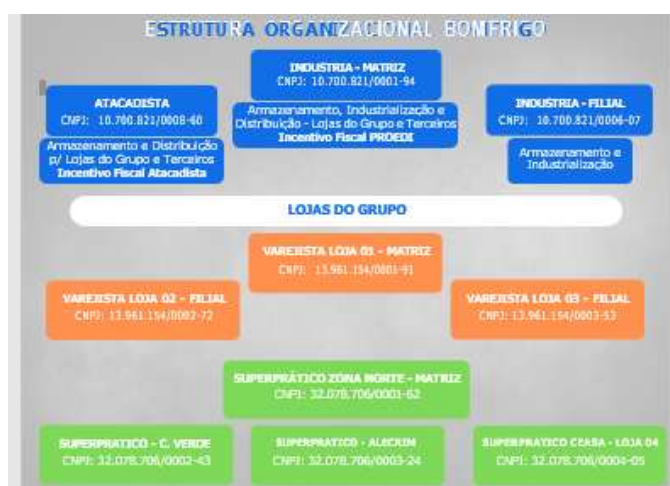 ESTRUTURA ORGANIZACIONAL BOMFRIGO
INDUSTRIA - MATRIZ
CNPJ: 10.700.821/0001-94
Armazenamento, Industrialização e
Distribuição - Lojas do Grupo e Terceiros
Incentivo Fiscal PROEDI
ATACADISTA
CNPJ: 10.700.821/0008-60
Armazenamento e Distribuição
p/ Lojas do Grupo e Terceiros
Incentivo Fiscal Atacadista
INDUSTRIA - FILIAL
CNPJ: 10.700.821/0006-07
Armazenamento e
Industrialização
LOJAS DO GRUPO
VAREJISTA LOJA 01 - MATRIZ
CNPJ: 13.961.154/0001-91
VAREJISTA LOJA 02 - FILIAL
CNPJ: 13.961.154/0002-72
VAREJISTA LOJA 03 - FILIAL
CNPJ: 13.961.154/0003-53
SUPERPRÁTICO ZONA NORTE - MATRIZ
CNPJ: 32.078.706/0001-62
SUPERPRATICO - C. VERDE
CNPJ: 32.078.706/0002-43
SUPERPRATICO - ALECRIM
CNPJ: 32.078.706/0003-24
SUPERPRATICO CEASA - LOJA 04
CNPJ: 32.078.706/0004-05